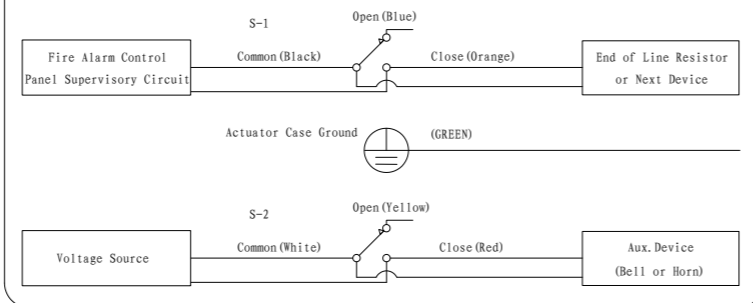 S-1
Open(Blue)
Fire Alarm Control
Panel Supervisory Circuit
Common(Black)
Close(Orange)
End of Line Resistor
or Next Device
Actuator Case Ground
(GREEN)
S-2
Open(Yellow)
Voltage Source
Common(White)
Close(Red)
Aux.Device
(Bell or Horn)